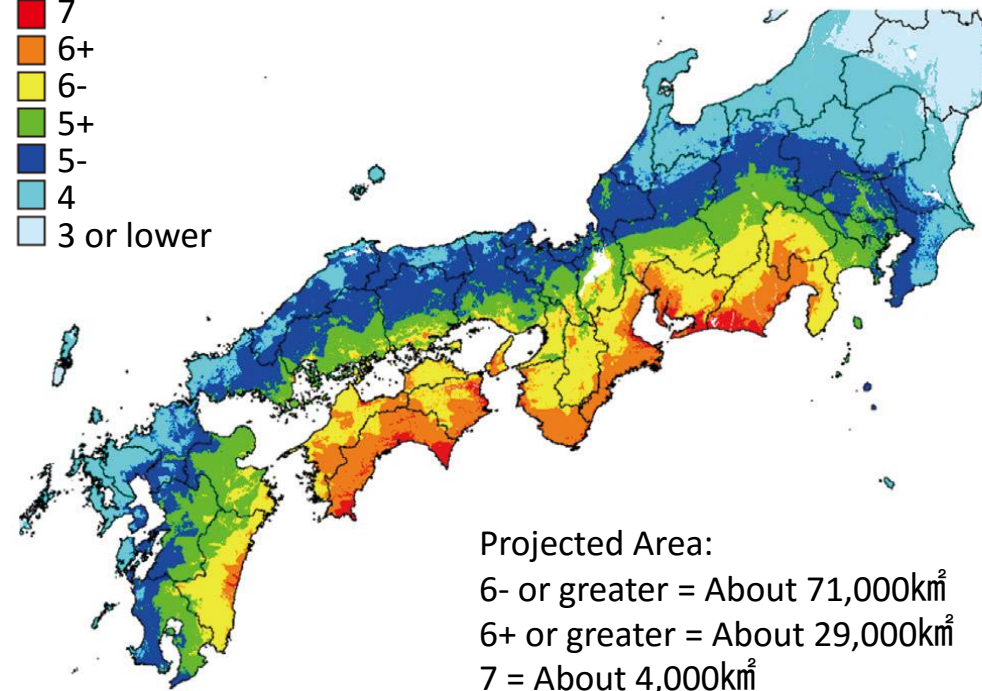 7
6+
6-
5+
5-
4
3 or lower
Projected Area:
6- or greater = About 71,000㎢
6+ or greater = About 29,000㎢
7 = About 4,000㎢